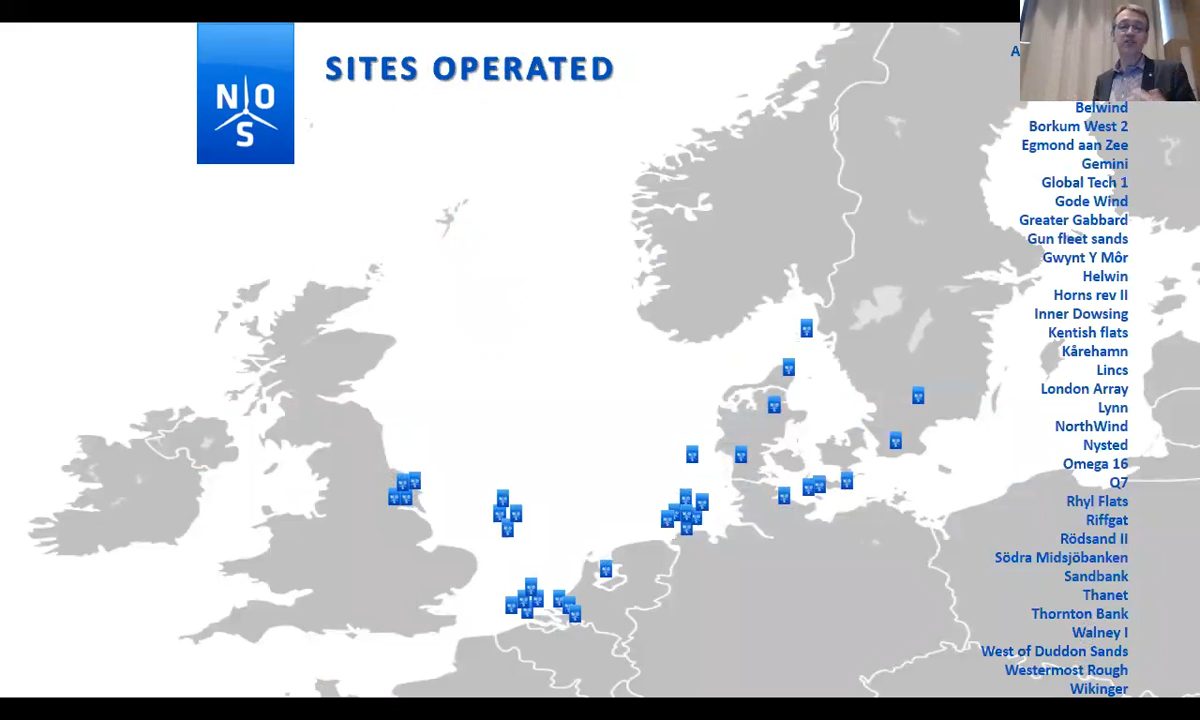 N O
S
SITES OPERATED
A
Belwind
Borkum West 2
Egmond aan Zee
Gemini
Global Tech 1
Gode Wind
Greater Gabbard
Gun fleet sands
Gwynt Y Môr
Helwin
Horns rev II
Inner Dowsing
Kentish flats
Kårehamn
Lincs
London Array
Lynn
NorthWind
Nysted
Omega 16
Q7
Rhyl Flats
Riffgat
Rödsand II
Södra Midsjöbanken
Sandbank
Thanet
Thornton Bank
Walney I
West of Duddon Sands
Westermost Rough
Wikinger